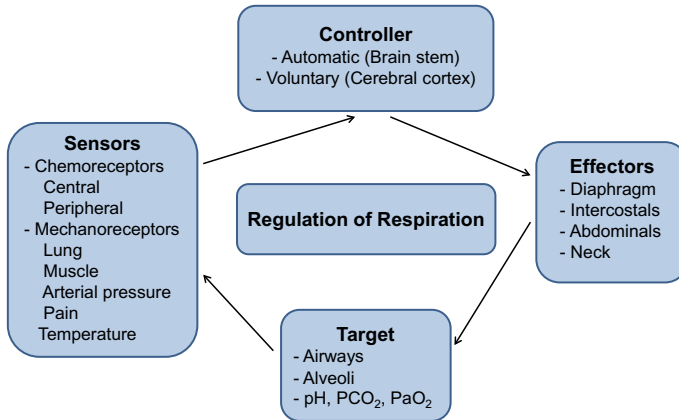 Controller
- Automatic (Brain stem)
- Voluntary (Cerebral cortex)
Sensors
- Chemoreceptors
Central
Peripheral
- Mechanoreceptors
Lung
Muscle
Arterial pressure
Pain
Temperature
Regulation of Respiration
Effectors
- Diaphragm
- Intercostals
- Abdominals
- Neck
Target
- Airways
- Alveoli
- pH, PCO₂, PaO₂